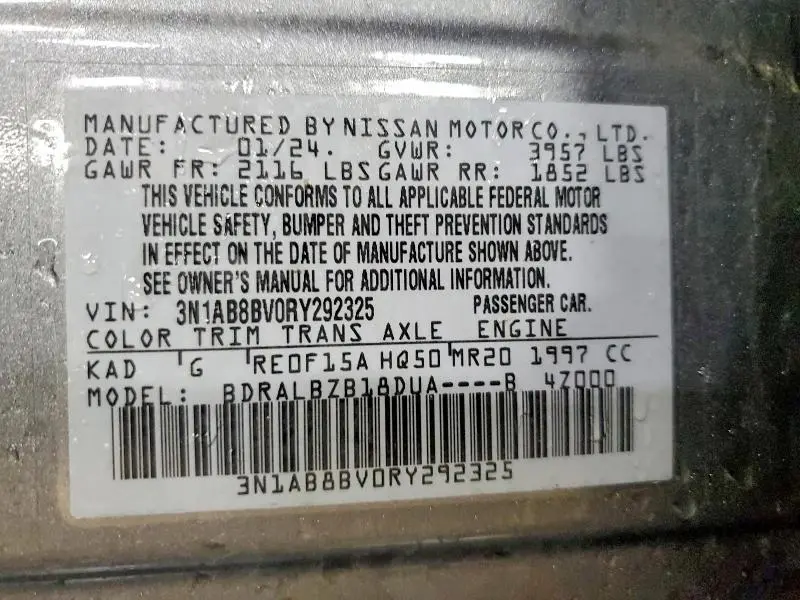 MANUFACTURED BY NISSAN MOTOR CO., LTD.
DATE: 01/24. GVWR: 3957 LBS
GAWR FR: 2116 LBS GAWR RR: 1852 LBS
THIS VEHICLE CONFORMS TO ALL APPLICABLE FEDERAL MOTOR
VEHICLE SAFETY, BUMPER AND THEFT PREVENTION STANDARDS
IN EFFECT ON THE DATE OF MANUFACTURE SHOWN ABOVE.
SEE OWNER'S MANUAL FOR ADDITIONAL INFORMATION.
VIN: 3N1AB8BV0RY292325 PASSENGER CAR.
COLOR TRIM TRANS AXLE ENGINE
KAD G RE0F15A HQ50 MR20 1997 CC
MODEL: BDRALBZB18DUA----B 4Z000
3N1AB8BV0RY292325